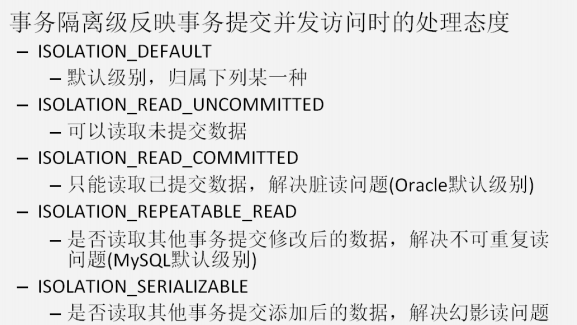 事务隔离级反映事务提交并发访问时的处理态度
– ISOLATION_DEFAULT
– 默认级别，归属下列某一种
– ISOLATION_READ_UNCOMMITTED
– 可以读取未提交数据
– ISOLATION_READ_COMMITTED
– 只能读取已提交数据，解决脏读问题(Oracle默认级别)
– ISOLATION_REPEATABLE_READ
– 是否读取其他事务提交修改后的数据，解决不可重复读
问题(MySQL默认级别)
– ISOLATION_SERIALIZABLE
– 是否读取其他事务提交添加后的数据，解决幻影读问题